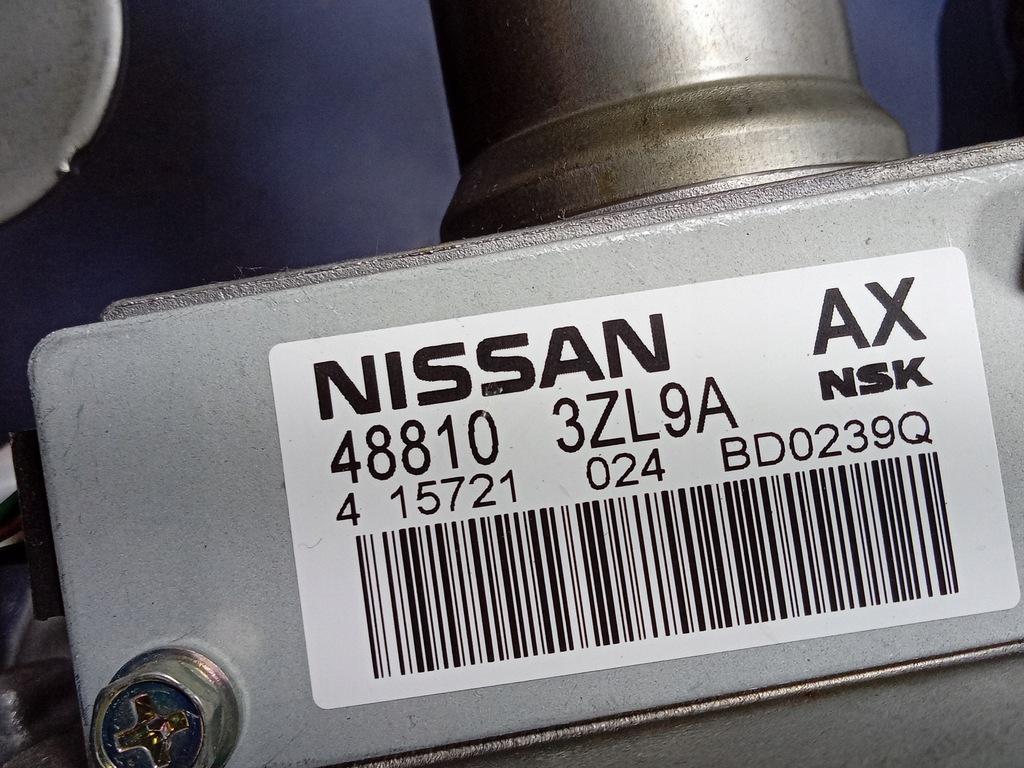 NISSAN AX
NSK
48810 3ZL9A
4 15721 024 BD0239Q